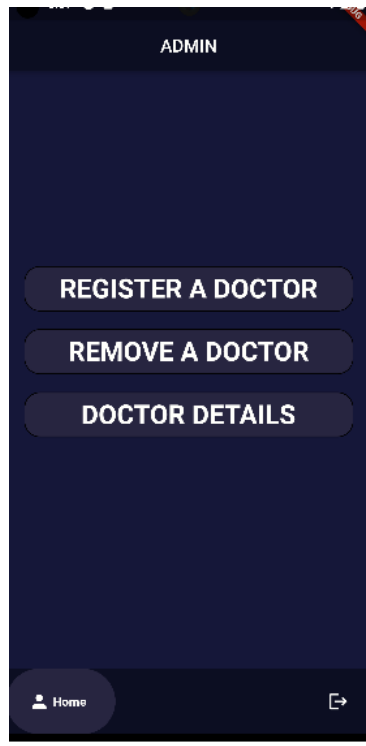 ADMIN
REGISTER A DOCTOR
REMOVE A DOCTOR
DOCTOR DETAILS
Home